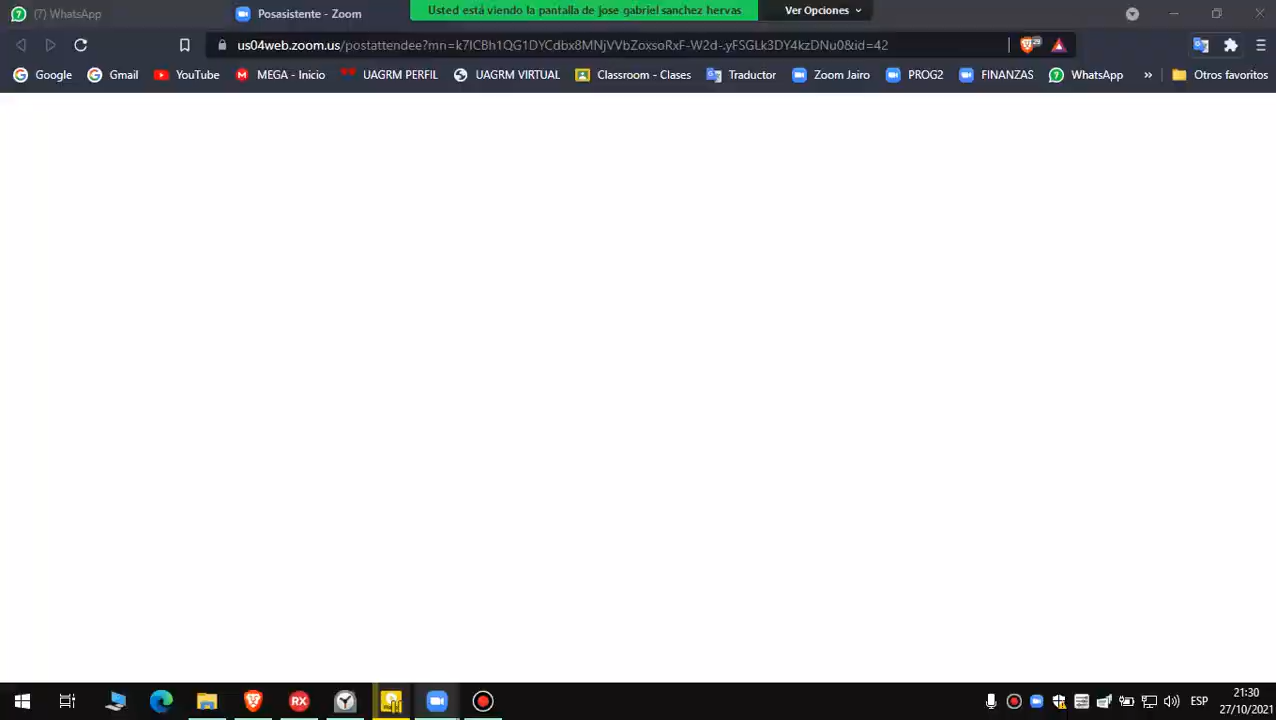 (7) WhatsApp
Posasistente - Zoom
Usted está viendo la pantalla de jose gabriel sanchez hervas
Ver Opciones
us04web.zoom.us/postattendee?mn=k7ICBh1QG1DYCdbx8MNjVVbZoxsoRxF-W2d-.yFSGLk3DY4kzDNu0&id=42
Google
Gmail
YouTube
MEGA - Inicio
UAGRM PERFIL
UAGRM VIRTUAL
Classroom - Clases
Traductor
Zoom Jairo
PROG2
FINANZAS
WhatsApp
»
Otros favoritos
RX
ESP
21:30
27/10/2021